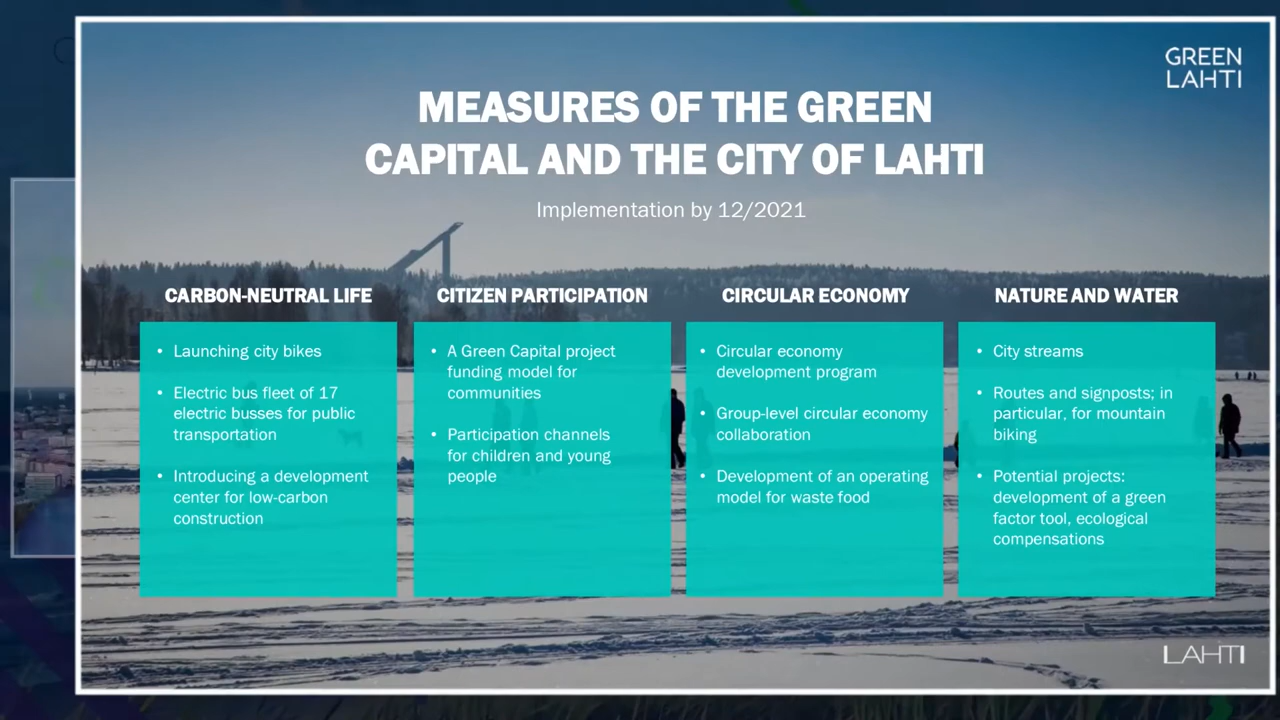 GREEN
LAHTI
MEASURES OF THE GREEN
CAPITAL AND THE CITY OF LAHTI
Implementation by 12/2021
CARBON-NEUTRAL LIFE
• Launching city bikes
• Electric bus fleet of 17
electric busses for public
transportation
• Introducing a development
center for low-carbon
construction
CITIZEN PARTICIPATION
• A Green Capital project
funding model for
communities
• Participation channels
for children and young
people
CIRCULAR ECONOMY
• Circular economy
development program
• Group-level circular economy
collaboration
• Development of an operating
model for waste food
NATURE AND WATER
• City streams
• Routes and signposts; in
particular, for mountain
biking
• Potential projects:
development of a green
factor tool, ecological
compensations
LAHTI